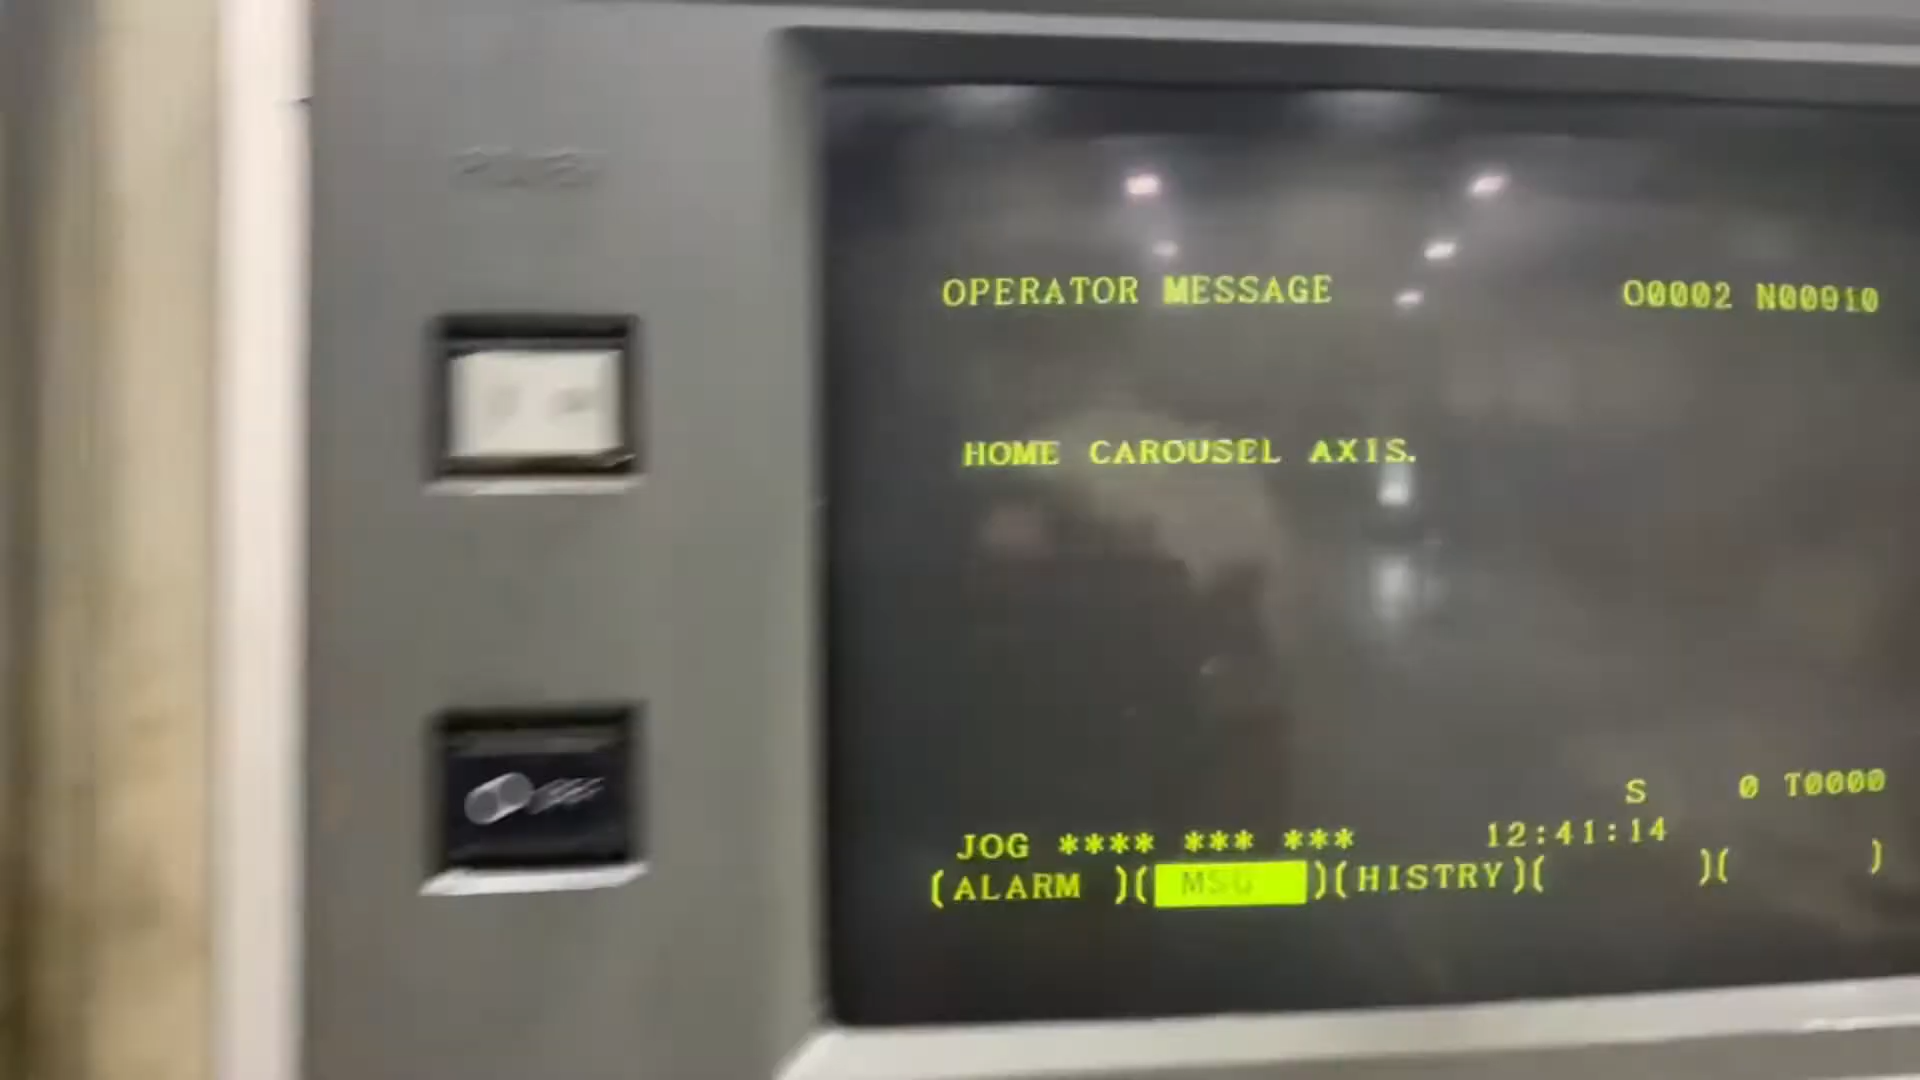 OPERATOR MESSAGE O0002 N00910
HOME CAROUSEL AXIS.
S 0 T0000
JOG **** *** *** 12:41:14
(ALARM )( MSG )(HISTRY)( )( )